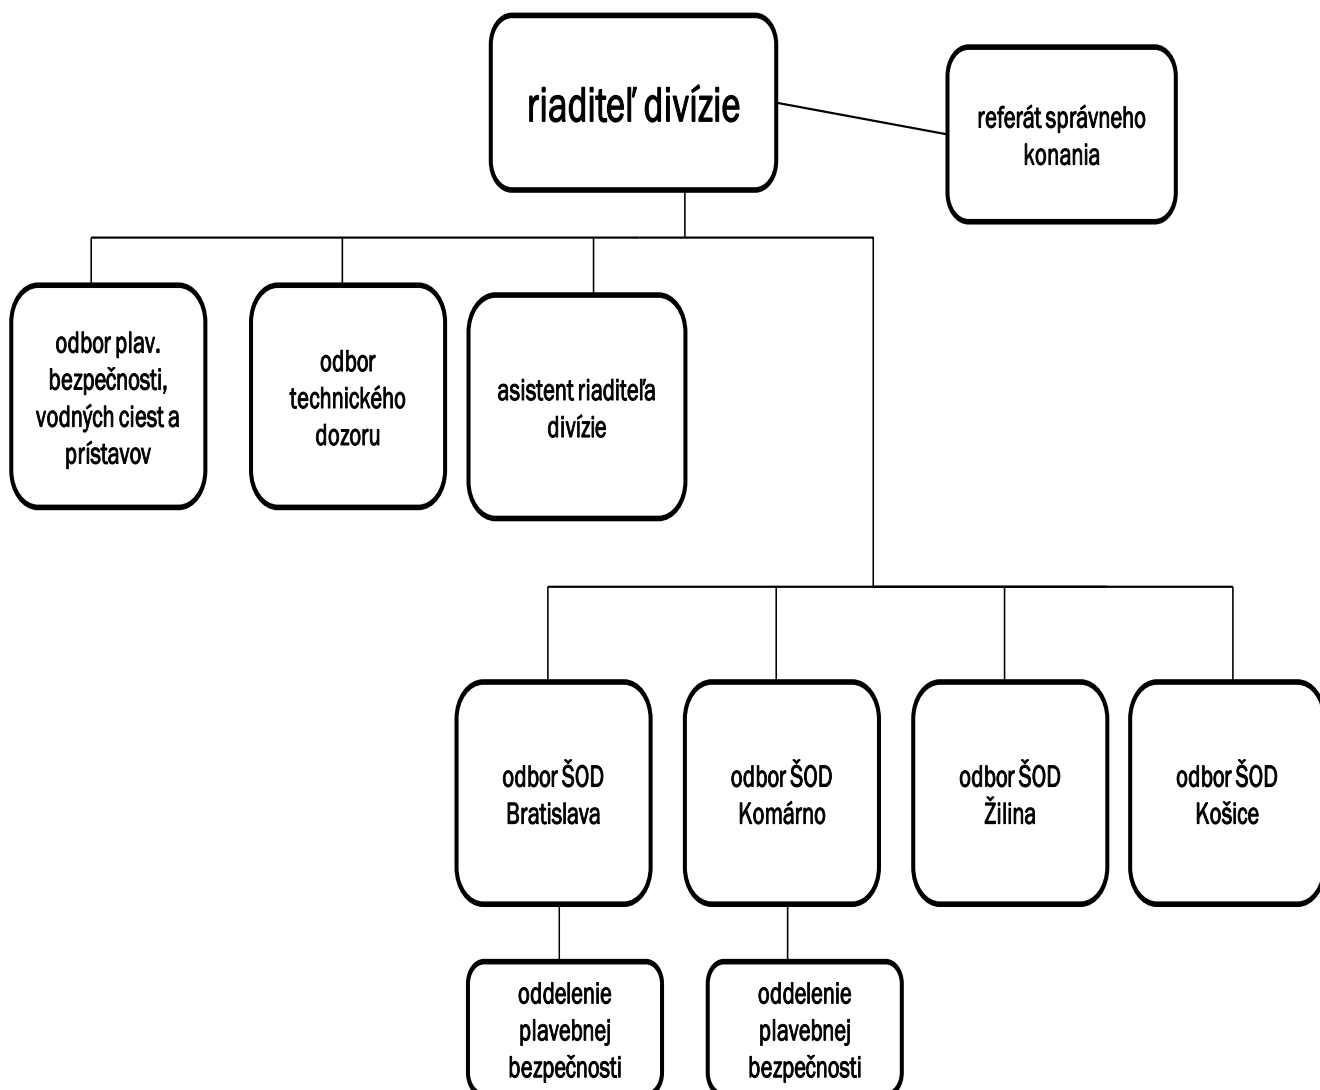 riaditeľ divízie
referát správneho
konania
odbor plav.
bezpečnosti,
vodných ciest a
prístavov
odbor
technického
dozoru
asistent riaditeľa
divízie
odbor ŠOD
Bratislava
odbor ŠOD
Komárno
odbor ŠOD
Žilina
odbor ŠOD
Košice
oddelenie
plavebnej
bezpečnosti
oddelenie
plavebnej
bezpečnosti